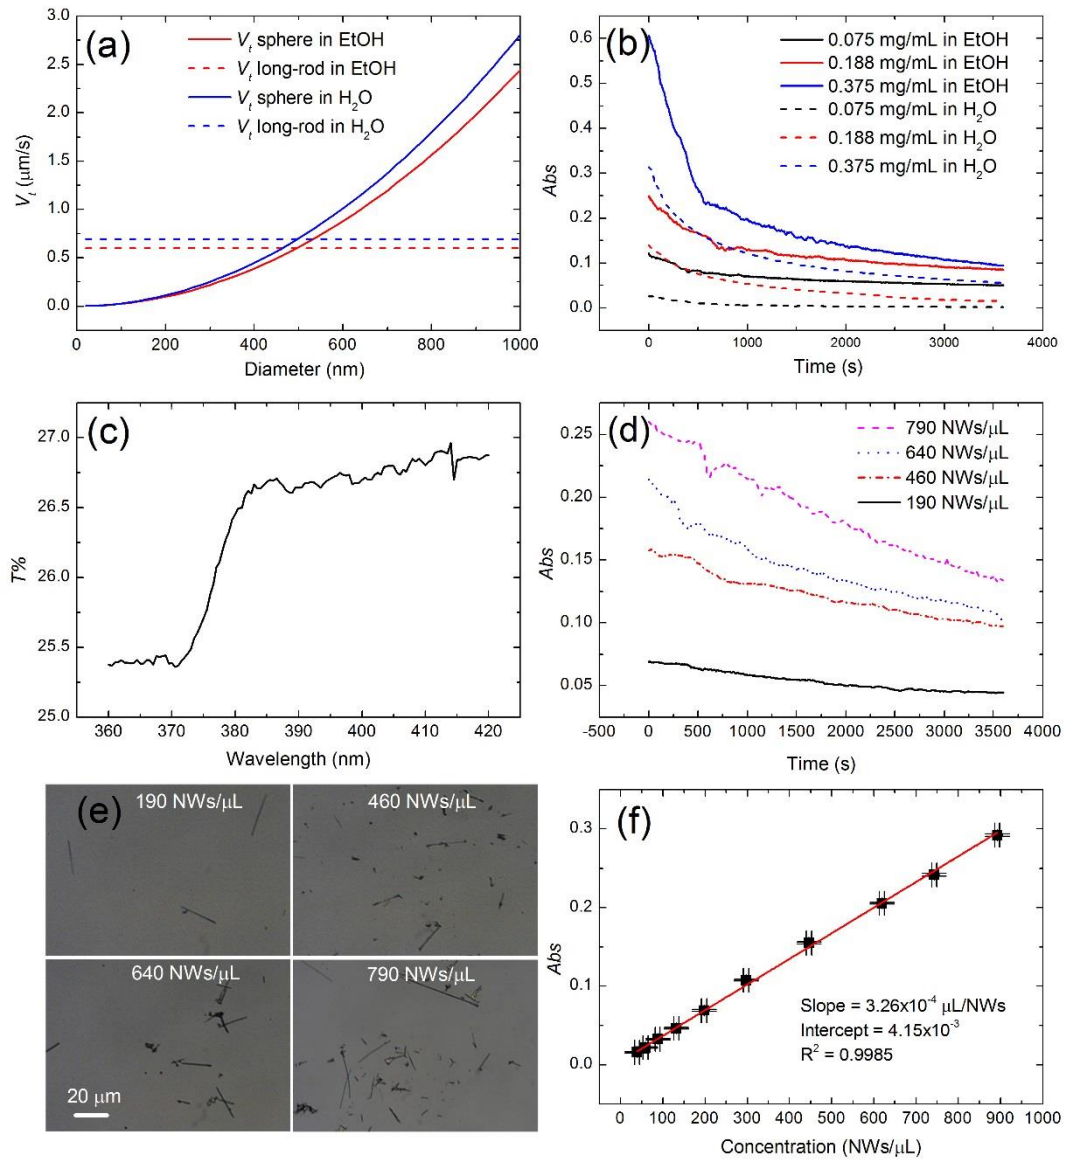 (a)
V_t sphere in EtOH
V_t long-rod in EtOH
V_t sphere in H₂O
V_t long-rod in H₂O
V_t (μm/s)
3.0
2.5
2.0
1.5
1.0
0.5
0.0
0 200 400 600 800 1000
Diameter (nm)
(b)
0.075 mg/mL in EtOH
0.188 mg/mL in EtOH
0.375 mg/mL in EtOH
0.075 mg/mL in H₂O
0.188 mg/mL in H₂O
0.375 mg/mL in H₂O
Abs
0.6
0.5
0.4
0.3
0.2
0.1
0.0
0 1000 2000 3000 4000
Time (s)
(c)
T%
27.0
26.5
26.0
25.5
25.0
360 370 380 390 400 410 420
Wavelength (nm)
(d)
790 NWs/μL
640 NWs/μL
460 NWs/μL
190 NWs/μL
Abs
0.25
0.20
0.15
0.10
0.05
-500 0 500 1000 1500 2000 2500 3000 3500 4000
Time (s)
(e)
190 NWs/μL
460 NWs/μL
640 NWs/μL
790 NWs/μL
20 μm
(f)
Abs
0.3
0.2
0.1
0.0
Slope = 3.26x10⁻⁴ μL/NWs
Intercept = 4.15x10⁻³
R² = 0.9985
0 100 200 300 400 500 600 700 800 900 1000
Concentration (NWs/μL)